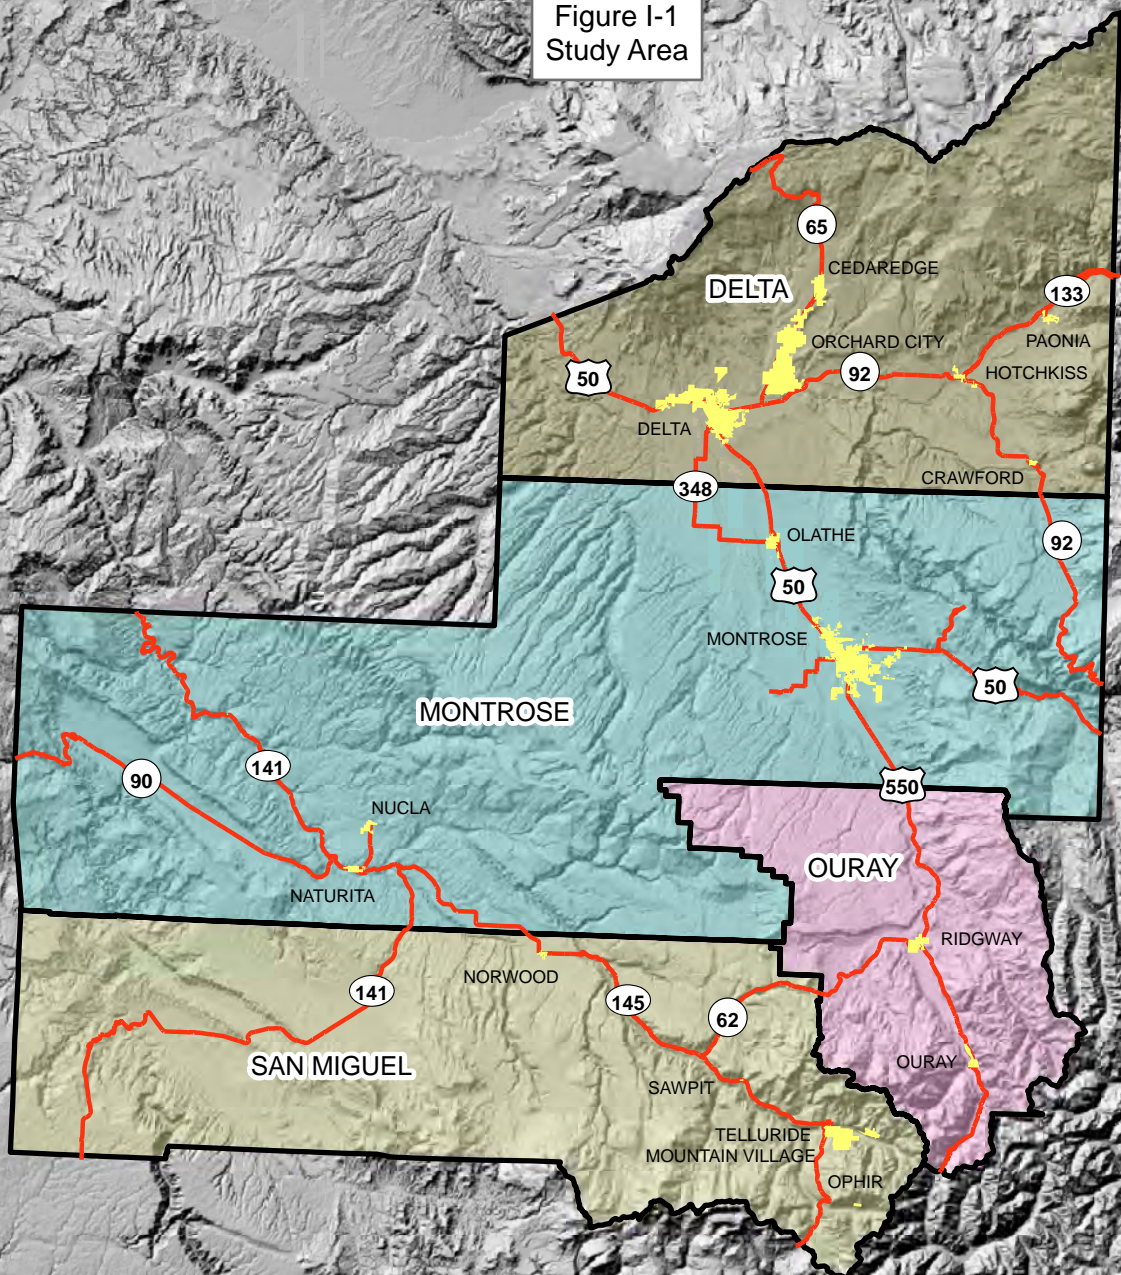 Figure I-1
Study Area
65
CEDAREDGE
DELTA
133
ORCHARD CITY
PAONIA
50
92
HOTCHKISS
DELTA
CRAWFORD
348
OLATHE
92
50
MONTROSE
50
MONTROSE
141
90
550
NUCLA
OURAY
NATURITA
RIDGWAY
NORWOOD
141
145
62
SAN MIGUEL
OURAY
SAWPIT
TELLURIDE
MOUNTAIN VILLAGE
OPHIR